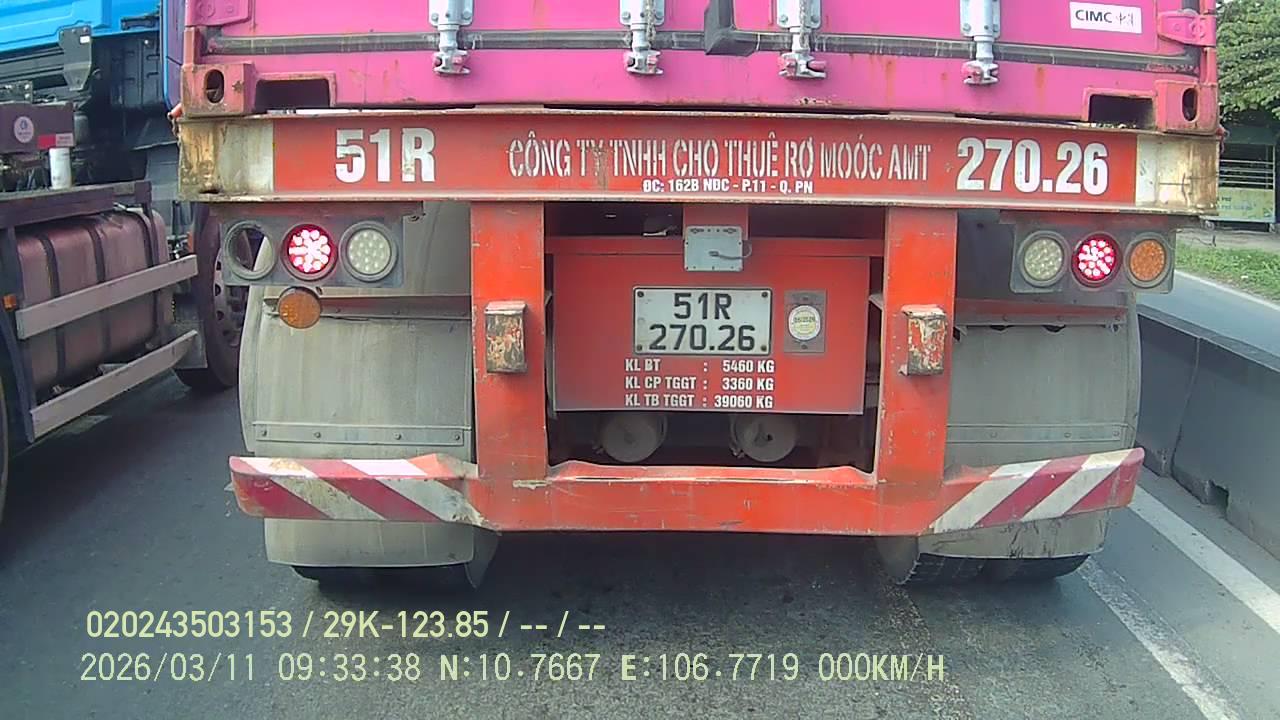 CIMC 中集
51R CÔNG TY TNHH CHO THUÊ RƠ MOÓC AMT 270.26
ĐC: 162B NDC - P.11 - Q. PN
51R
270.26
KL BT : 5460 KG
KL CP TGGT : 3360 KG
KL TB TGGT : 39060 KG
020243503153 / 29K-123.85 / -- / --
2026/03/11 09:33:38 N:10.7667 E:106.7719 000KM/H